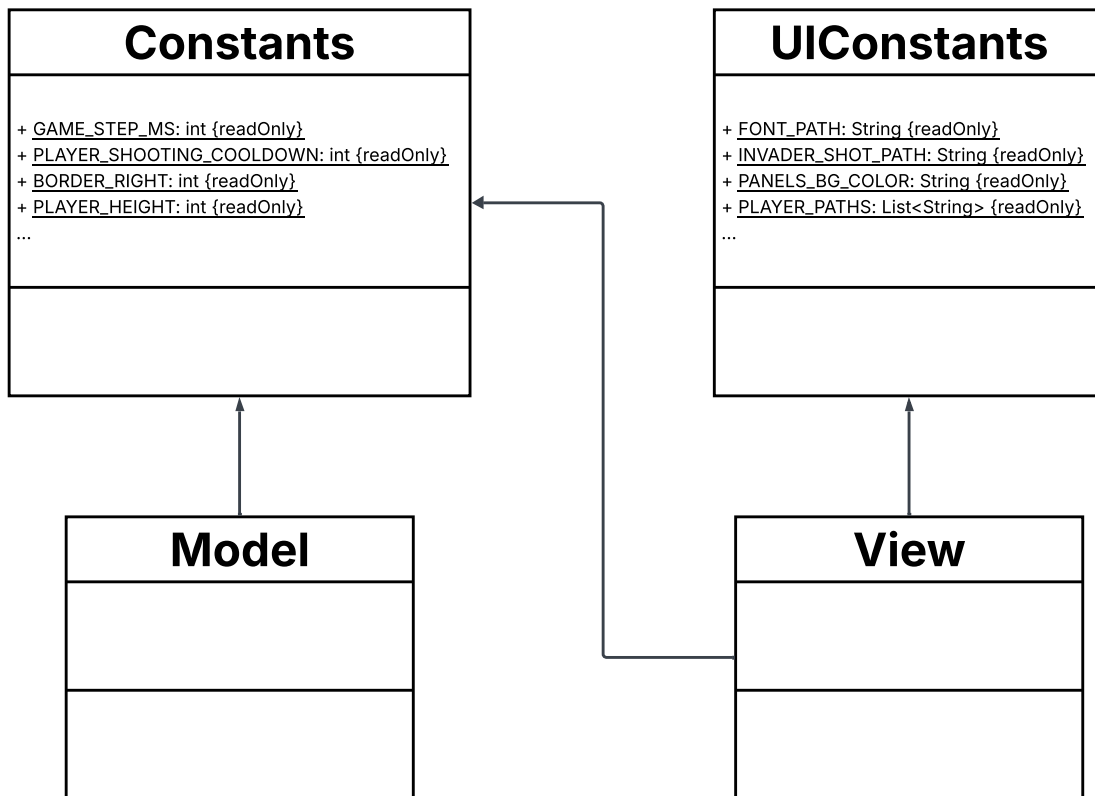 Constants
+ GAME_STEP_MS: int {readOnly}
+ PLAYER_SHOOTING_COOLDOWN: int {readOnly}
+ BORDER_RIGHT: int {readOnly}
+ PLAYER_HEIGHT: int {readOnly}
...
UIConstants
+ FONT_PATH: String {readOnly}
+ INVADER_SHOT_PATH: String {readOnly}
+ PANELS_BG_COLOR: String {readOnly}
+ PLAYER_PATHS: List<String> {readOnly}
...
Model
View